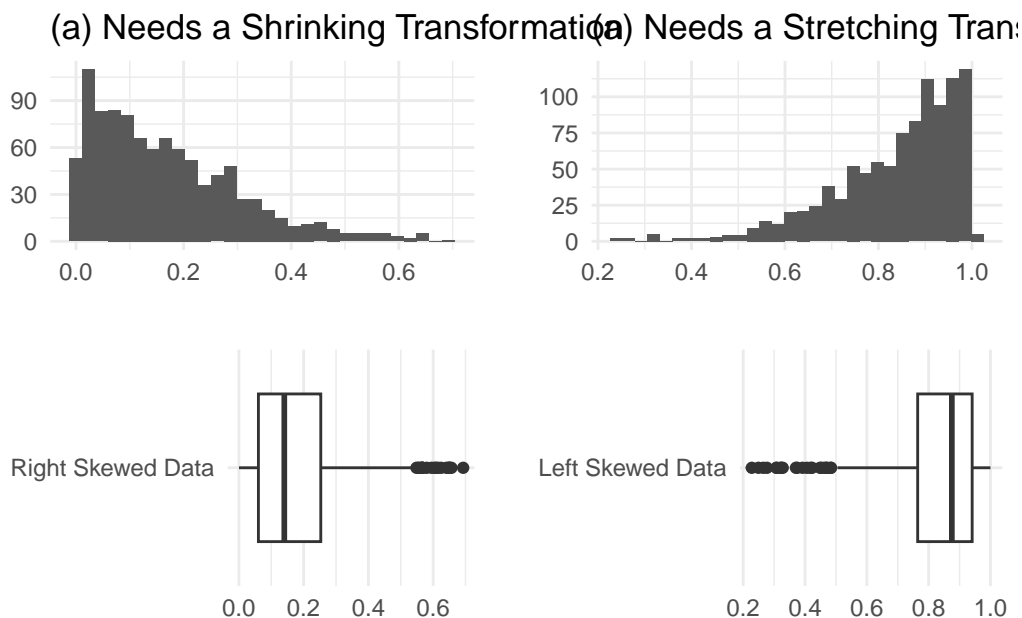 (a) Needs a Shrinking Transformation
(a) Needs a Stretching Trans
90
60
30
0
0.0 0.2 0.4 0.6
100
75
50
25
0
0.2 0.4 0.6 0.8 1.0
Right Skewed Data
0.0 0.2 0.4 0.6
Left Skewed Data
0.2 0.4 0.6 0.8 1.0